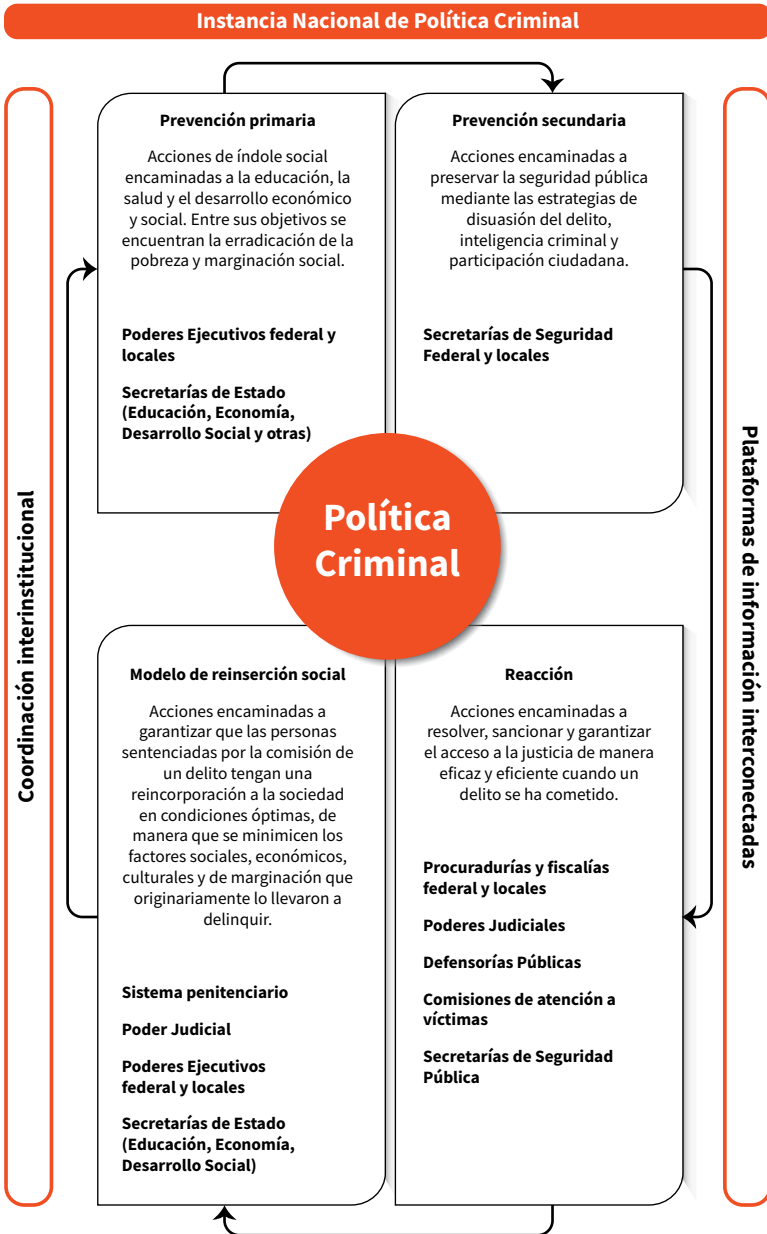 Instancia Nacional de Política Criminal
Prevención primaria
Acciones de índole social
encaminadas a la educación, la
salud y el desarrollo económico
y social. Entre sus objetivos se
encuentran la erradicación de la
pobreza y marginación social.
Poderes Ejecutivos federal y
locales
Secretarías de Estado
(Educación, Economía,
Desarrollo Social y otras)
Prevención secundaria
Acciones encaminadas a
preservar la seguridad pública
mediante las estrategias de
disuasión del delito,
inteligencia criminal y
participación ciudadana.
Secretarías de Seguridad
Federal y locales
Política
Criminal
Coordinación interinstitucional
Plataformas de información interconectadas
Modelo de reinserción social
Acciones encaminadas a
garantizar que las personas
sentenciadas por la comisión de
un delito tengan una
reincorporación a la sociedad
en condiciones óptimas, de
manera que se minimicen los
factores sociales, económicos,
culturales y de marginación que
originariamente lo llevaron a
delinquir.
Sistema penitenciario
Poder Judicial
Poderes Ejecutivos
federal y locales
Secretarías de Estado
(Educación, Economía,
Desarrollo Social)
Reacción
Acciones encaminadas a
resolver, sancionar y garantizar
el acceso a la justicia de manera
eficaz y eficiente cuando un
delito se ha cometido.
Procuradurías y fiscalías
federal y locales
Poderes Judiciales
Defensorías Públicas
Comisiones de atención a
víctimas
Secretarías de Seguridad
Pública